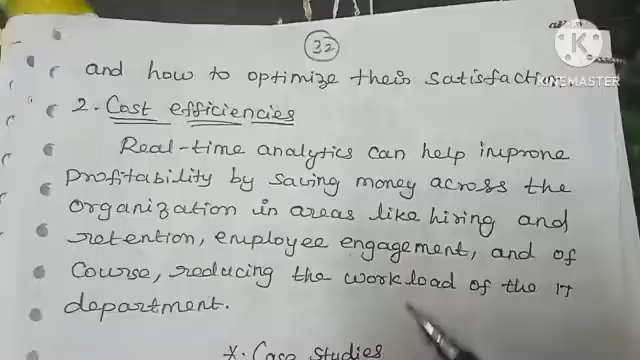 32
K
KINEMASTER
and how to optimize their satisfaction.
2. Cost efficiencies
Real-time analytics can help improve
profitability by saving money across the
organization in areas like hiring and
retention, employee engagement, and of
course, reducing the workload of the IT
department.
*. Case Studies